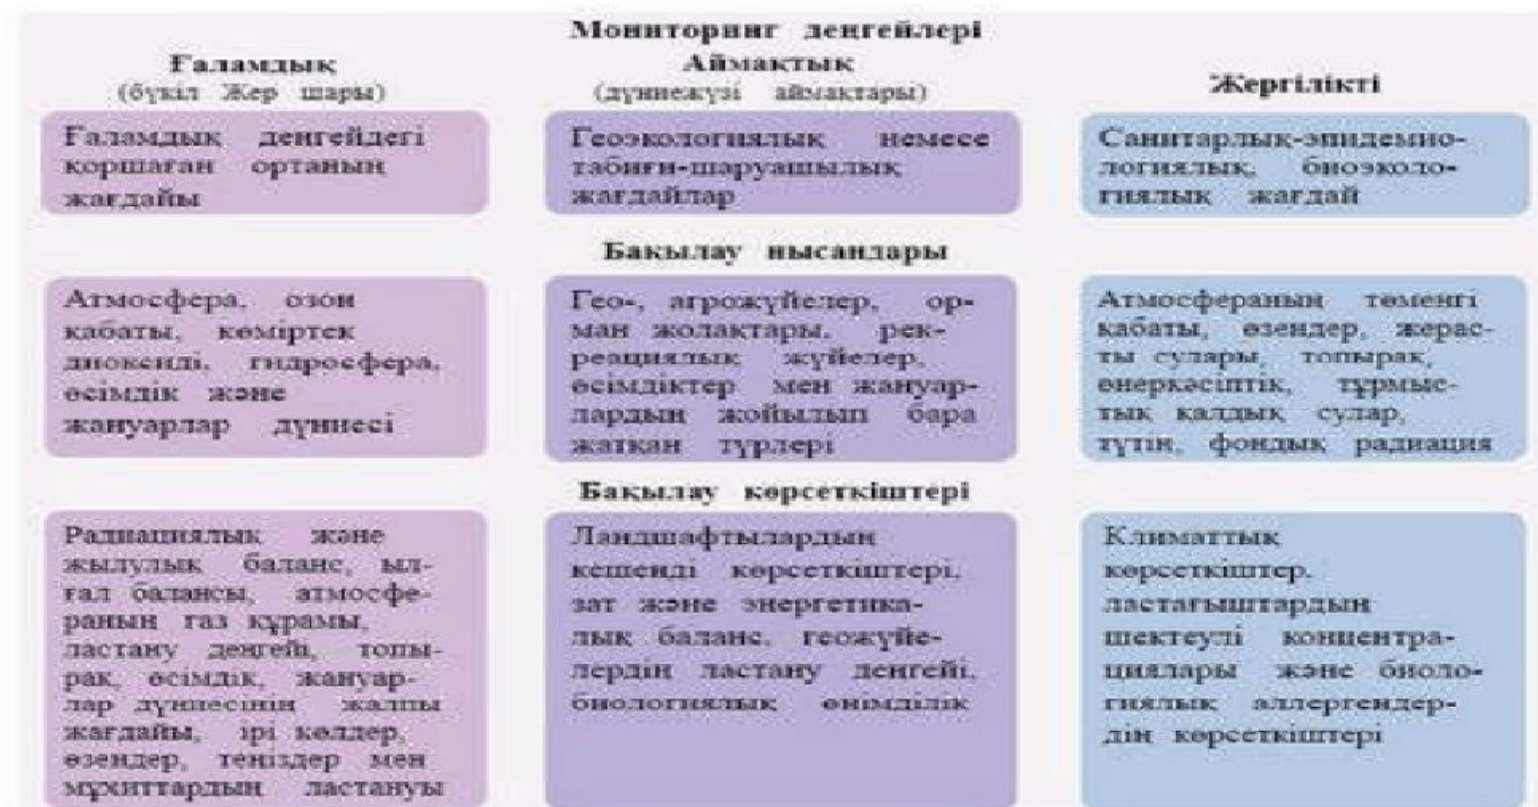 Мониторинг деңгейлері
Ғаламдық
(бүкіл Жер шары)
Аймақтық
(дүниежүзі аймақтары)
Жергілікті
Ғаламдық деңгейдегі
қоршаған ортаның
жағдайы
Геоэкологиялық немесе
табиғи-шаруашылық
жағдайлар
Санитарлық-эпидемио-
логиялық, биоэколо-
гиялық жағдай
Бақылау нысандары
Атмосфера, озон
қабаты, көміртек
диоксиді, гидросфера,
өсімдік және
жануарлар дүниесі
Гео-, агрожүйелер, ор-
ман жолақтары, рек-
реациялық жүйелер,
өсімдіктер мен жануар-
лардың жойылып бара
жатқан түрлері
Атмосфераның төменгі
қабаты, өзендер, жерас-
ты сулары, топырақ,
өнеркәсіптік, тұрмыс-
тық қалдық сулар,
түтін, фондық радиация
Бақылау көрсеткіштері
Радиациялық және
жылулық баланс, ыл-
ғал балансы, атмосфе-
раның газ құрамы,
ластану деңгейі, топы-
рақ, өсімдік, жануар-
лар дүниесінің жалпы
жағдайы, ірі көлдер,
өзендер, теңіздер мен
мұхиттардың ластануы
Ландшафтылардың
кешенді көрсеткіштері,
зат және энергетика-
лық баланс, геожүйе-
лердің ластану деңгейі,
биологиялық өнімділік
Климаттық
көрсеткіштер,
ластағыштардың
шектеулі концентра-
циялары және биоло-
гиялық аллергендер-
дің көрсеткіштері